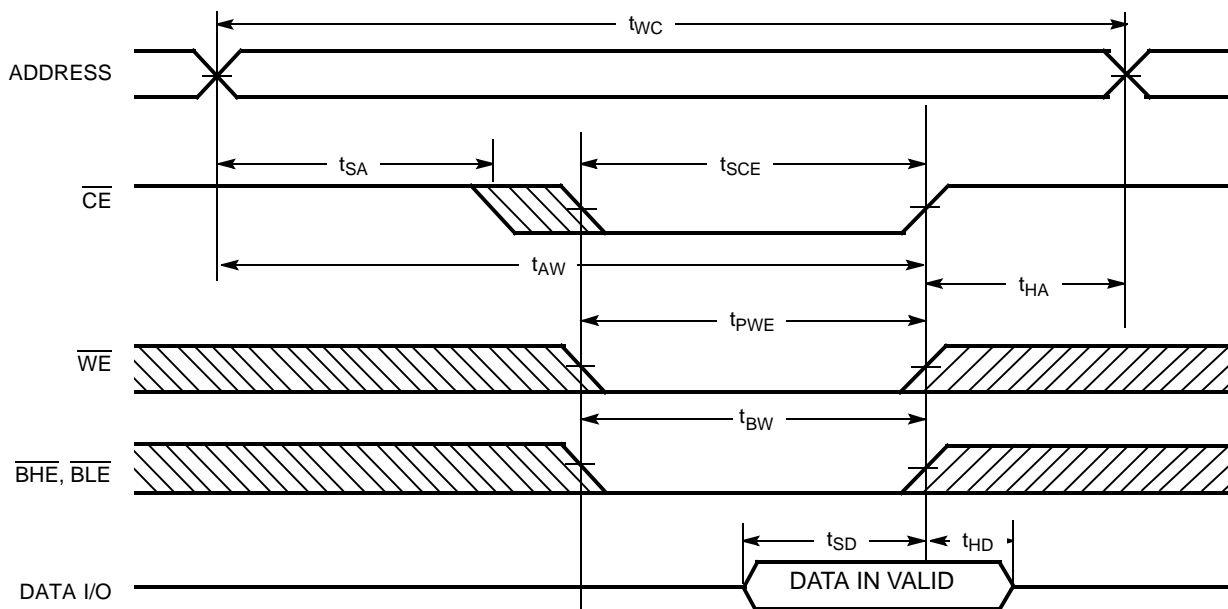 tWC
ADDRESS
tSA
tSCE
CE
tAW
tHA
tPWE
WE
tBW
BHE, BLE
tSD
tHD
DATA I/O
DATA IN VALID